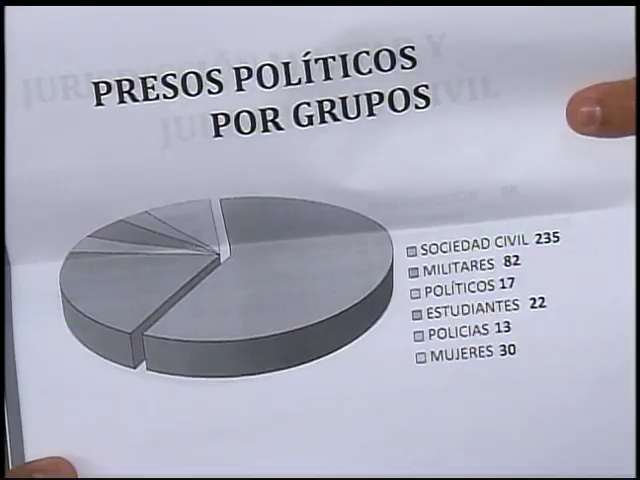 PRESOS POLÍTICOS
POR GRUPOS
SOCIEDAD CIVIL 235
MILITARES 82
POLÍTICOS 17
ESTUDIANTES 22
POLICIAS 13
MUJERES 30